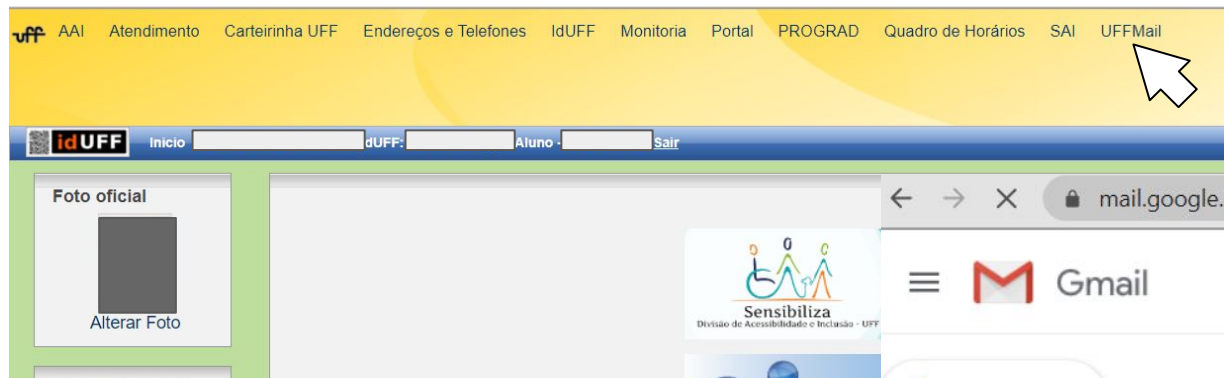 uff AAI Atendimento Carteirinha UFF Endereços e Telefones IdUFF Monitoria Portal PROGRAD Quadro de Horários SAI UFFMail
idUFF Inicio dUFF: Aluno - Sair
Foto oficial
Alterar Foto
Sensibiliza
Divisão de Acessibilidade e Inclusão - UFF
mail.google.
Gmail